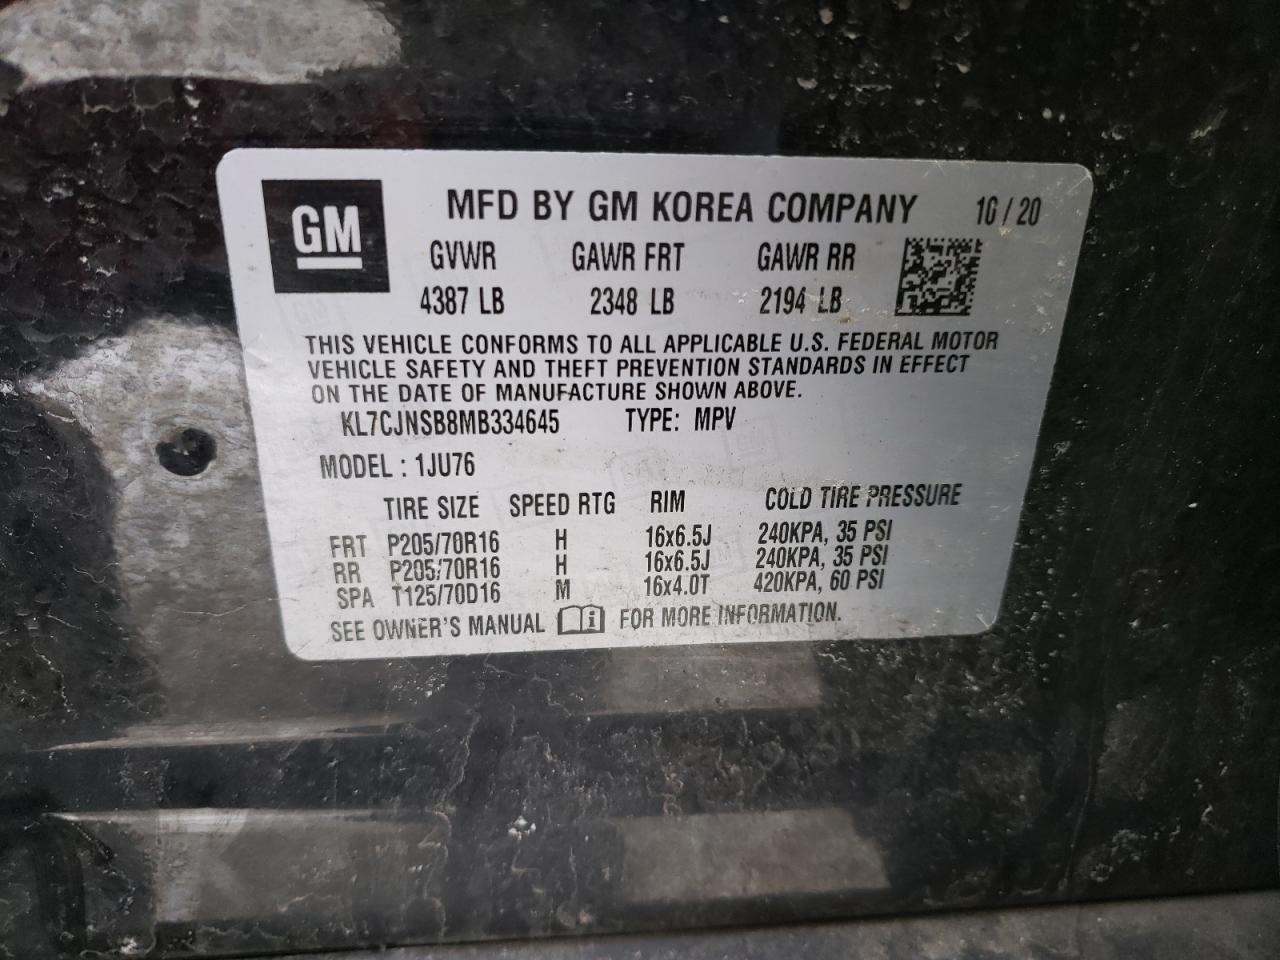 GM
MFD BY GM KOREA COMPANY 10/20
GVWR GAWR FRT GAWR RR
4387 LB 2348 LB 2194 LB
THIS VEHICLE CONFORMS TO ALL APPLICABLE U.S. FEDERAL MOTOR
VEHICLE SAFETY AND THEFT PREVENTION STANDARDS IN EFFECT
ON THE DATE OF MANUFACTURE SHOWN ABOVE.
KL7CJNSB8MB334645 TYPE: MPV
MODEL : 1JU76
TIRE SIZE SPEED RTG RIM COLD TIRE PRESSURE
FRT P205/70R16 H 16x6.5J 240KPA, 35 PSI
RR P205/70R16 H 16x6.5J 240KPA, 35 PSI
SPA T125/70D16 M 16x4.0T 420KPA, 60 PSI
SEE OWNER'S MANUAL i FOR MORE INFORMATION.